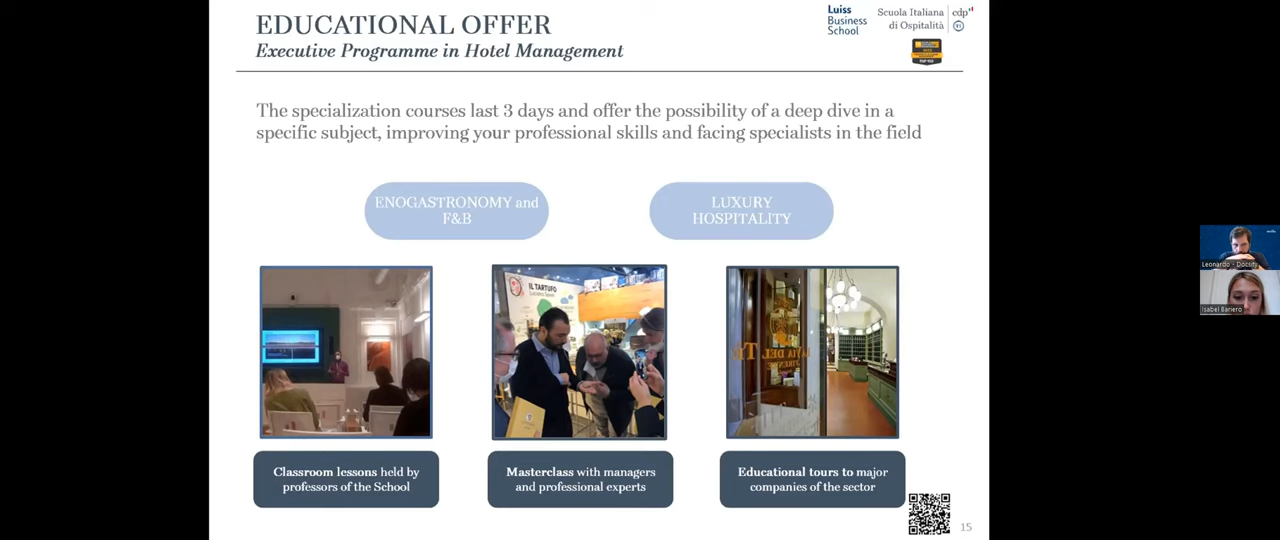 EDUCATIONAL OFFER
Executive Programme in Hotel Management
Luiss
Business
School
Scuola Italiana
di Ospitalità
cdp
The specialization courses last 3 days and offer the possibility of a deep dive in a
specific subject, improving your professional skills and facing specialists in the field
ENOGASTRONOMY and
F&B
LUXURY
HOSPITALITY
IL TARTUFO
Classroom lessons held by
professors of the School
Masterclass with managers
and professional experts
Educational tours to major
companies of the sector
15
Leonardo - Docsity
Isabel Bariero